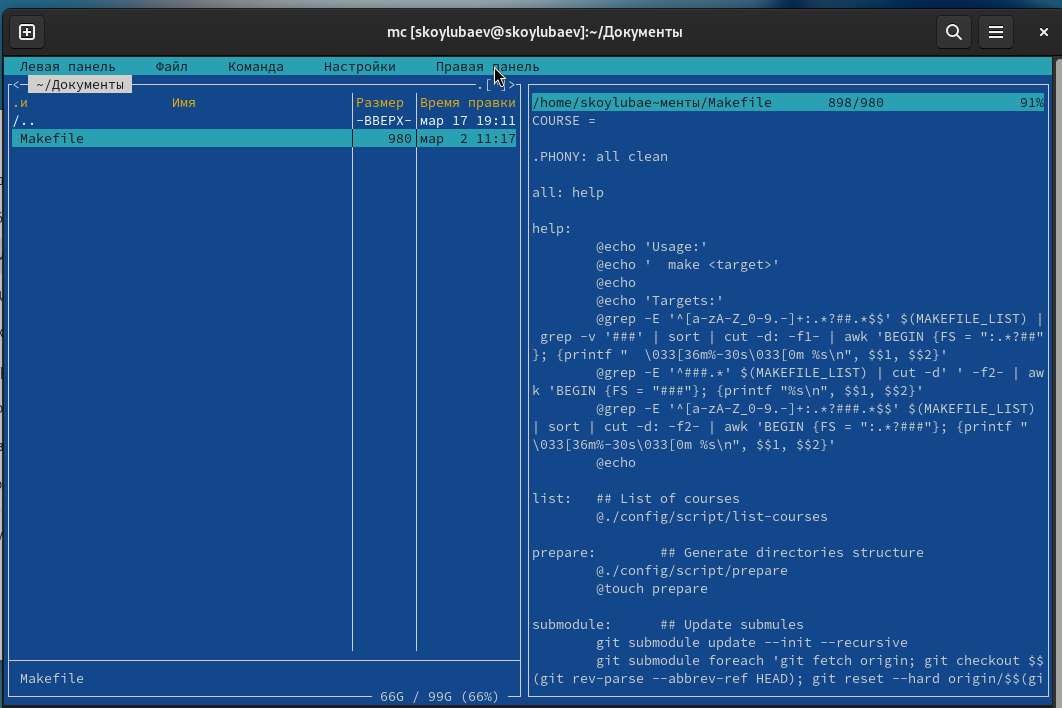 mc [skoylubaev@skoylubaev]:~/Документы
Левая панель Файл Команда Настройки Правая панель
<─ ~/Документы .[ ]>
.и Имя Размер Время правки
/.. -ВВЕРХ- мар 17 19:11
Makefile 980 мар  2 11:17
Makefile
66G / 99G (66%)
/home/skoylubae~менты/Makefile 898/980 91%
COURSE =
.PHONY: all clean
all: help
help:
        @echo 'Usage:'
        @echo '  make <target>'
        @echo
        @echo 'Targets:'
        @grep -E '^[a-zA-Z_0-9.-]+:.*?##.*$$' $(MAKEFILE_LIST) |
 grep -v '###' | sort | cut -d: -f1- | awk 'BEGIN {FS = ":.*?##"
}; {printf "  \033[36m%-30s\033[0m %s\n", $$1, $$2}'
        @grep -E '^###.*' $(MAKEFILE_LIST) | cut -d' ' -f2- | aw
k 'BEGIN {FS = "###"}; {printf "%s\n", $$1, $$2}'
        @grep -E '^[a-zA-Z_0-9.-]+:.*?###.*$$' $(MAKEFILE_LIST)
| sort | cut -d: -f2- | awk 'BEGIN {FS = ":.*?###"}; {printf "
\033[36m%-30s\033[0m %s\n", $$1, $$2}'
        @echo
list:   ## List of courses
        @./config/script/list-courses
prepare:        ## Generate directories structure
        @./config/script/prepare
        @touch prepare
submodule:      ## Update submules
        git submodule update --init --recursive
        git submodule foreach 'git fetch origin; git checkout $$
(git rev-parse --abbrev-ref HEAD); git reset --hard origin/$$(gi